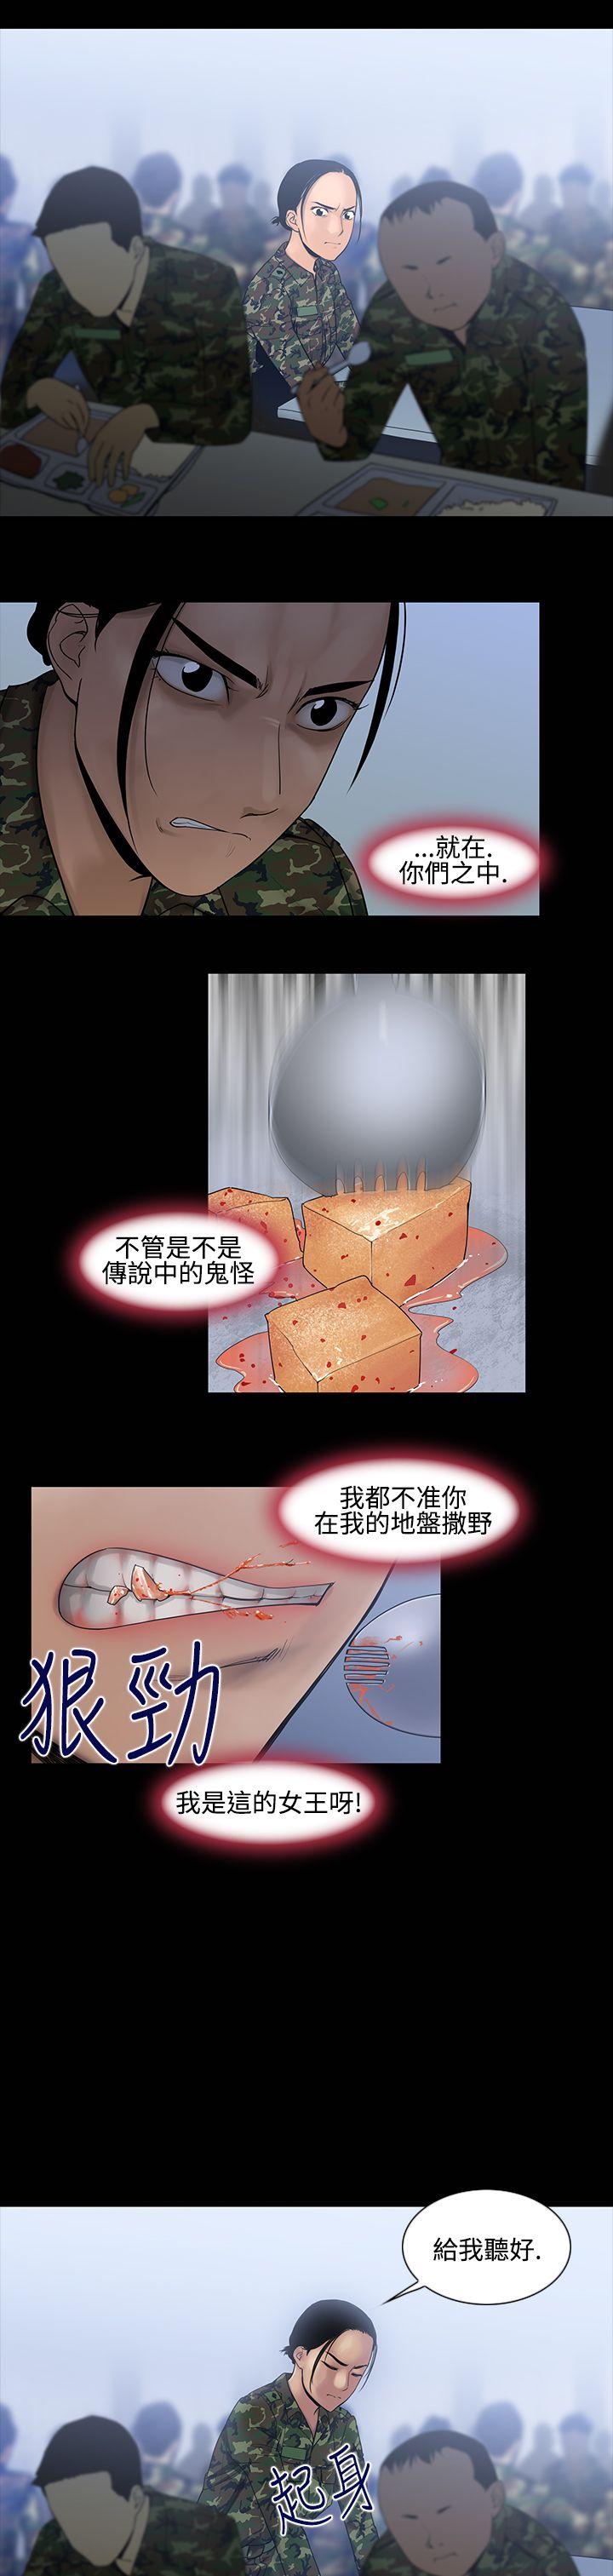 ...就在.
你們之中.
不管是不是
傳說中的鬼怪
我都不准你
在我的地盤撒野
狠勁
我是這的女王呀!
給我聽好.
起身